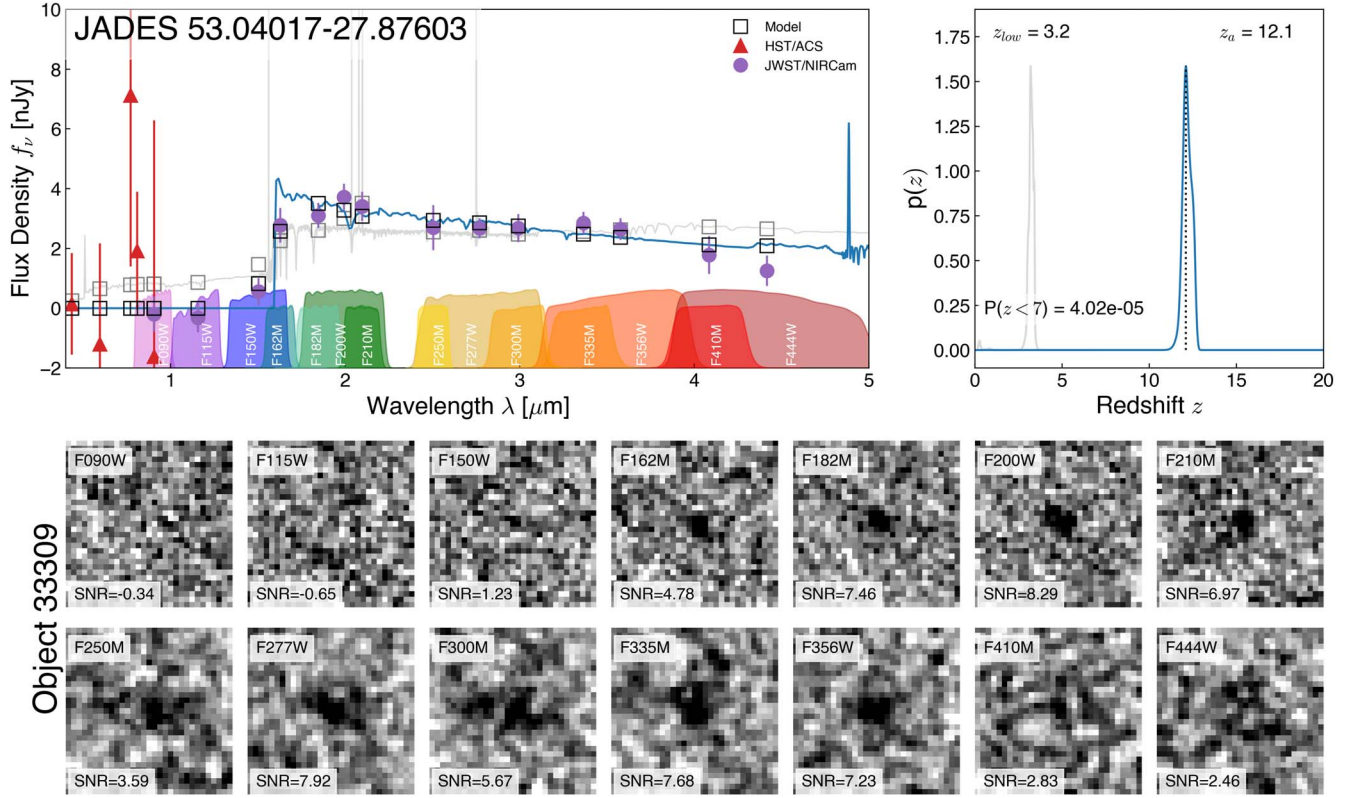 JADES 53.04017-27.87603
Model
HST/ACS
JWST/NIRCam
Flux Density fν [nJy]
10
8
6
4
2
0
−2
F090W
F115W
F150W
F162M
F182M
F200W
F210M
F250M
F277W
F300M
F335M
F356W
F410M
F444W
1
2
3
4
5
Wavelength λ [μm]
zlow = 3.2
za = 12.1
P(z < 7) = 4.02e-05
p(z)
1.75
1.50
1.25
1.00
0.75
0.50
0.25
0.00
0
5
10
15
20
Redshift z
Object 33309
F090W
SNR=-0.34
F115W
SNR=-0.65
F150W
SNR=1.23
F162M
SNR=4.78
F182M
SNR=7.46
F200W
SNR=8.29
F210M
SNR=6.97
F250M
SNR=3.59
F277W
SNR=7.92
F300M
SNR=5.67
F335M
SNR=7.68
F356W
SNR=7.23
F410M
SNR=2.83
F444W
SNR=2.46